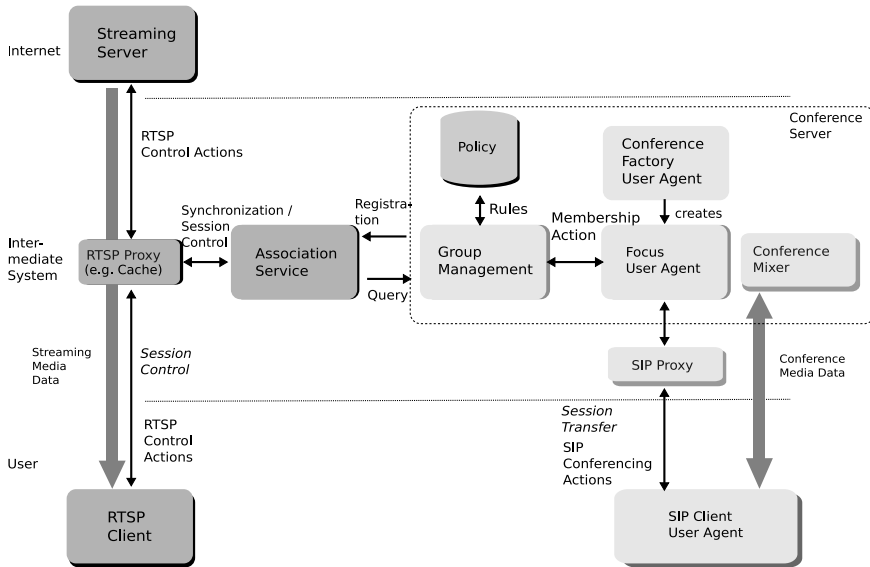 Streaming
Server
Internet
Conference
Server
RTSP
Control Actions
Policy
Conference
Factory
User Agent
Registra-
tion
Rules
Synchronization /
Session
Control
Membership
Action
creates
Inter-
mediate
System
RTSP Proxy
(e.g. Cache)
Association
Service
Group
Management
Focus
User Agent
Conference
Mixer
Query
Streaming
Media
Data
Session
Control
SIP Proxy
Conference
Media Data
Session
Transfer
RTSP
Control
Actions
SIP
Conferencing
Actions
User
RTSP
Client
SIP Client
User Agent